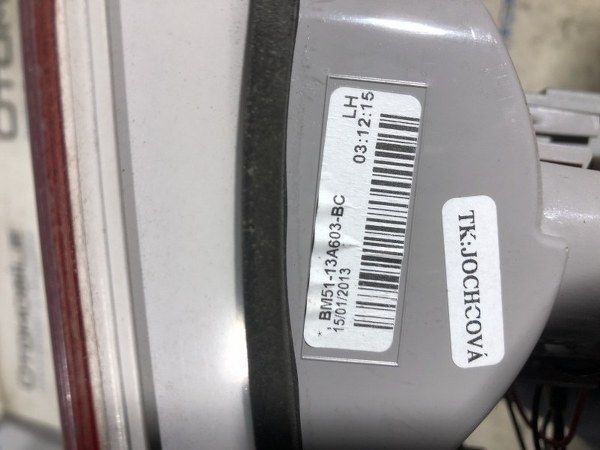 LH
03:12:15
BM51-13A603-BC
15/01/2013
TK:JOCHCOVÁ